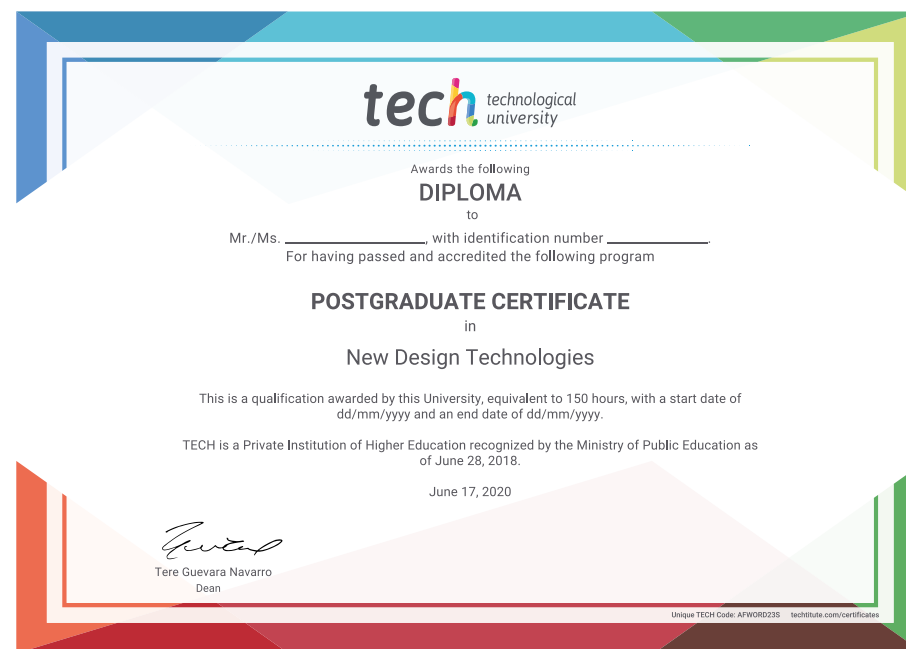 tech technological
university
Awards the following
DIPLOMA
to
Mr./Ms. ____________________, with identification number ______________.
For having passed and accredited the following program
POSTGRADUATE CERTIFICATE
in
New Design Technologies
This is a qualification awarded by this University, equivalent to 150 hours, with a start date of
dd/mm/yyyy and an end date of dd/mm/yyyy.
TECH is a Private Institution of Higher Education recognized by the Ministry of Public Education as
of June 28, 2018.
June 17, 2020
Tere Guevara Navarro
Dean
Unique TECH Code: AFWORD23S techtitute.com/certificates